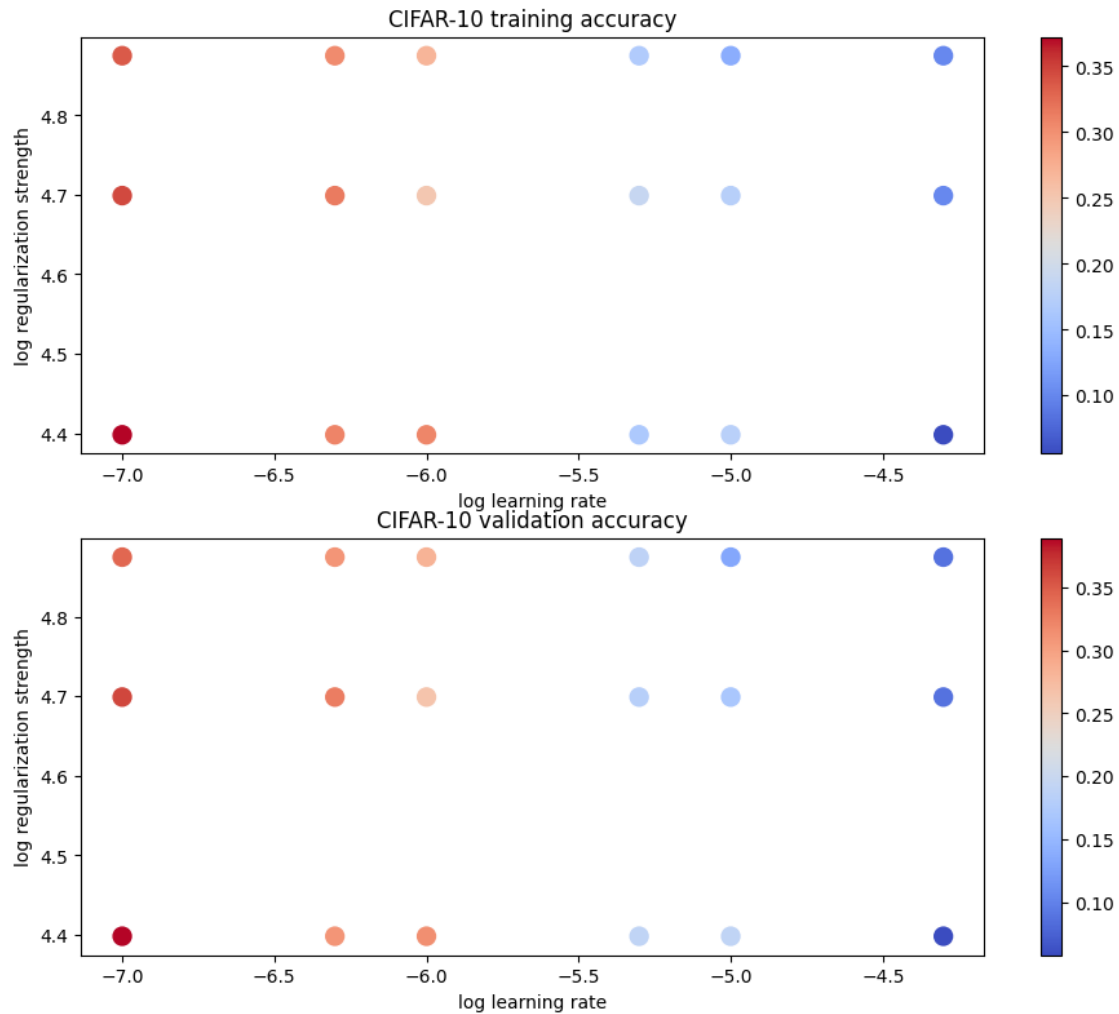 CIFAR-10 training accuracy
log regularization strength
4.8
4.7
4.6
4.5
4.4
−7.0 −6.5 −6.0 −5.5 −5.0 −4.5
log learning rate
0.35
0.30
0.25
0.20
0.15
0.10
CIFAR-10 validation accuracy
log regularization strength
4.8
4.7
4.6
4.5
4.4
−7.0 −6.5 −6.0 −5.5 −5.0 −4.5
log learning rate
0.35
0.30
0.25
0.20
0.15
0.10